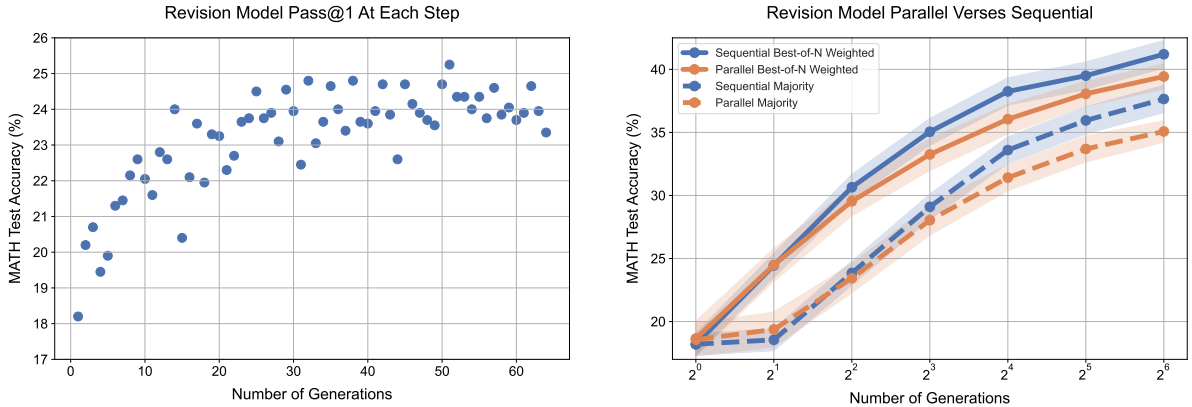 Revision Model Pass@1 At Each Step
MATH Test Accuracy (%)
26
25
24
23
22
21
20
19
18
17
0 10 20 30 40 50 60
Number of Generations
Revision Model Parallel Verses Sequential
Sequential Best-of-N Weighted
Parallel Best-of-N Weighted
Sequential Majority
Parallel Majority
MATH Test Accuracy (%)
40
35
30
25
20
2^0 2^1 2^2 2^3 2^4 2^5 2^6
Number of Generations